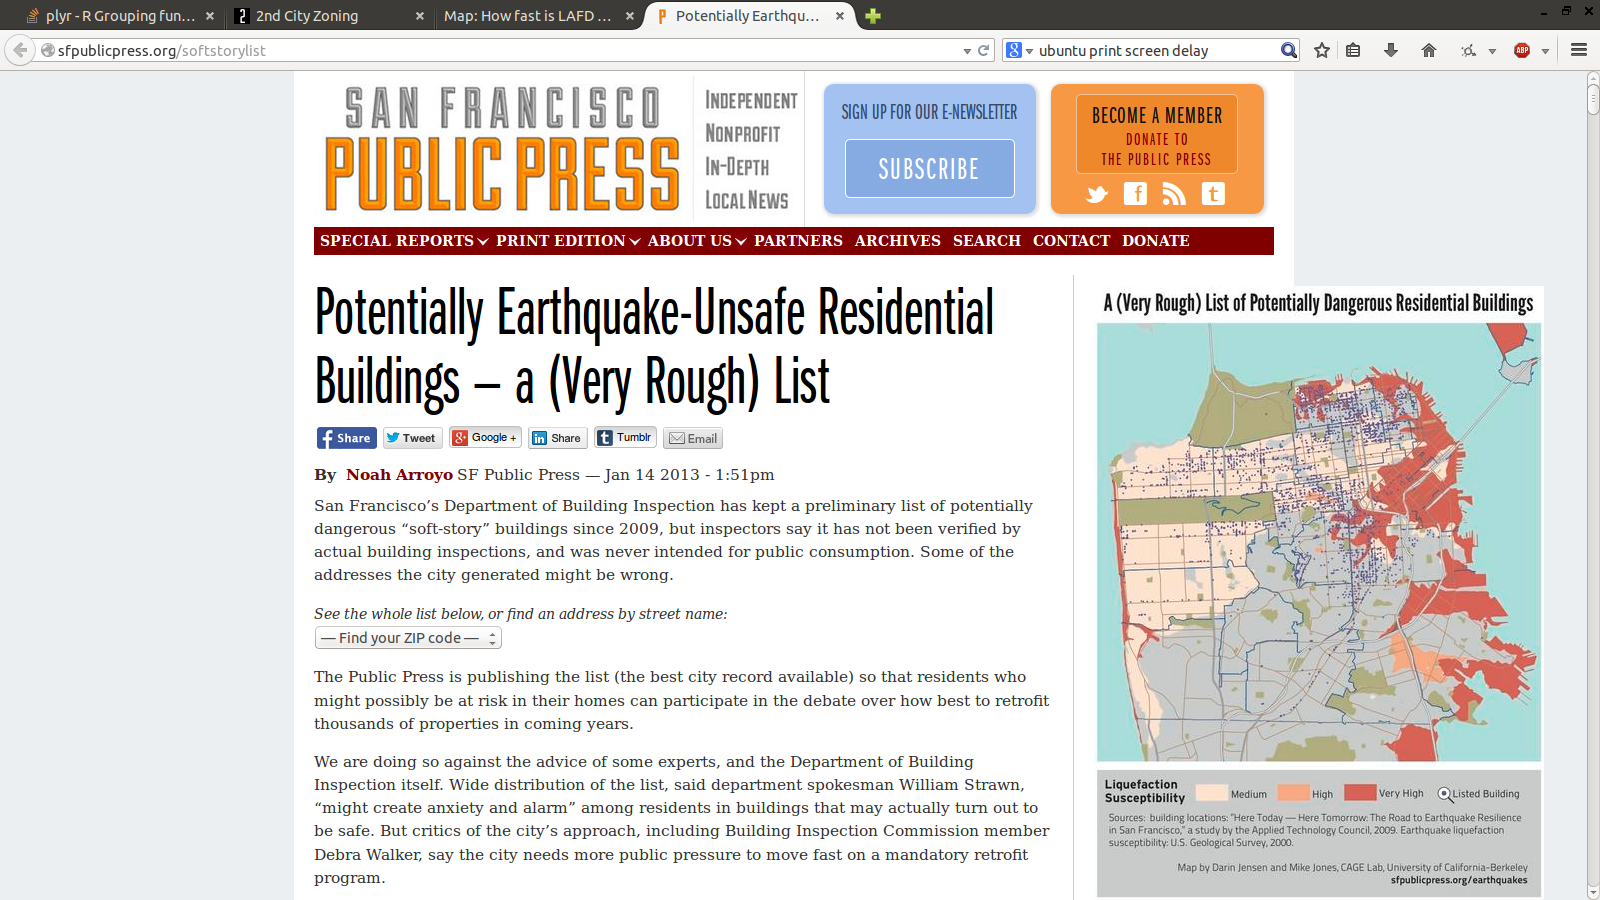 plyr - R Grouping fun...
2nd City Zoning
Map: How fast is LAFD ...
Potentially Earthqu...
sfpublicpress.org/softstorylist
ubuntu print screen delay
ABP
SAN FRANCISCO
PUBLIC PRESS
INDEPENDENT
NONPROFIT
IN-DEPTH
LOCAL NEWS
SIGN UP FOR OUR E-NEWSLETTER
SUBSCRIBE
BECOME A MEMBER
DONATE TO
THE PUBLIC PRESS
SPECIAL REPORTS PRINT EDITION ABOUT US PARTNERS ARCHIVES SEARCH CONTACT DONATE
Potentially Earthquake-Unsafe Residential
Buildings – a (Very Rough) List
Share Tweet Google + Share Tumblr Email
By Noah Arroyo SF Public Press — Jan 14 2013 - 1:51pm
San Francisco’s Department of Building Inspection has kept a preliminary list of potentially
dangerous “soft-story” buildings since 2009, but inspectors say it has not been verified by
actual building inspections, and was never intended for public consumption. Some of the
addresses the city generated might be wrong.
See the whole list below, or find an address by street name:
— Find your ZIP code —
The Public Press is publishing the list (the best city record available) so that residents who
might possibly be at risk in their homes can participate in the debate over how best to retrofit
thousands of properties in coming years.
We are doing so against the advice of some experts, and the Department of Building
Inspection itself. Wide distribution of the list, said department spokesman William Strawn,
“might create anxiety and alarm” among residents in buildings that may actually turn out to
be safe. But critics of the city’s approach, including Building Inspection Commission member
Debra Walker, say the city needs more public pressure to move fast on a mandatory retrofit
program.
A (Very Rough) List of Potentially Dangerous Residential Buildings
Liquefaction
Susceptibility
Medium High Very High Listed Building
Sources: building locations: “Here Today — Here Tomorrow: The Road to Earthquake Resilience
in San Francisco,” a study by the Applied Technology Council, 2009. Earthquake liquefaction
susceptibility: U.S. Geological Survey, 2000.
Map by Darin Jensen and Mike Jones, CAGE Lab, University of California-Berkeley
sfpublicpress.org/earthquakes